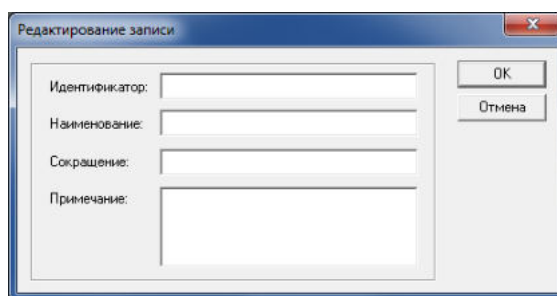 Редактирование записи
Идентификатор:
Наименование:
Сокращение:
Примечание:
OK
Отмена